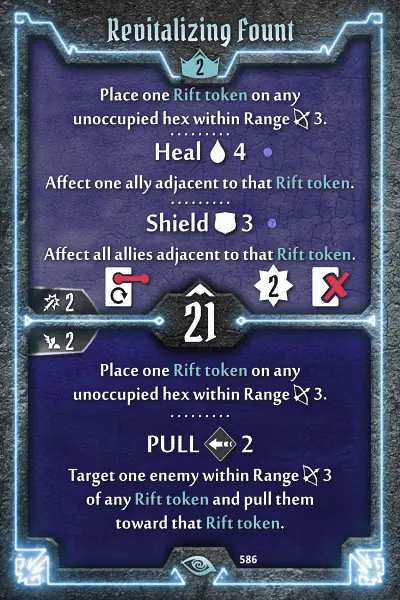 Revitalizing Fount
2
Place one Rift token on any
unoccupied hex within Range 3.
Heal 4
Affect one ally adjacent to that Rift token.
Shield 3
Affect all allies adjacent to that Rift token.
2
2
21
2
Place one Rift token on any
unoccupied hex within Range 3.
PULL 2
Target one enemy within Range 3
of any Rift token and pull them
toward that Rift token.
586